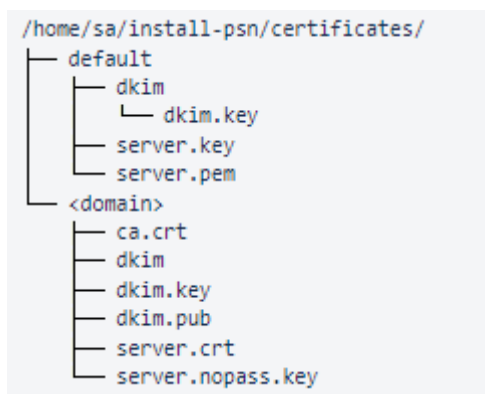 /home/sa/install-psn/certificates/
├── default
│   ├── dkim
│   │   └── dkim.key
│   ├── server.key
│   └── server.pem
└── <domain>
    ├── ca.crt
    ├── dkim
    ├── dkim.key
    ├── dkim.pub
    ├── server.crt
    └── server.nopass.key